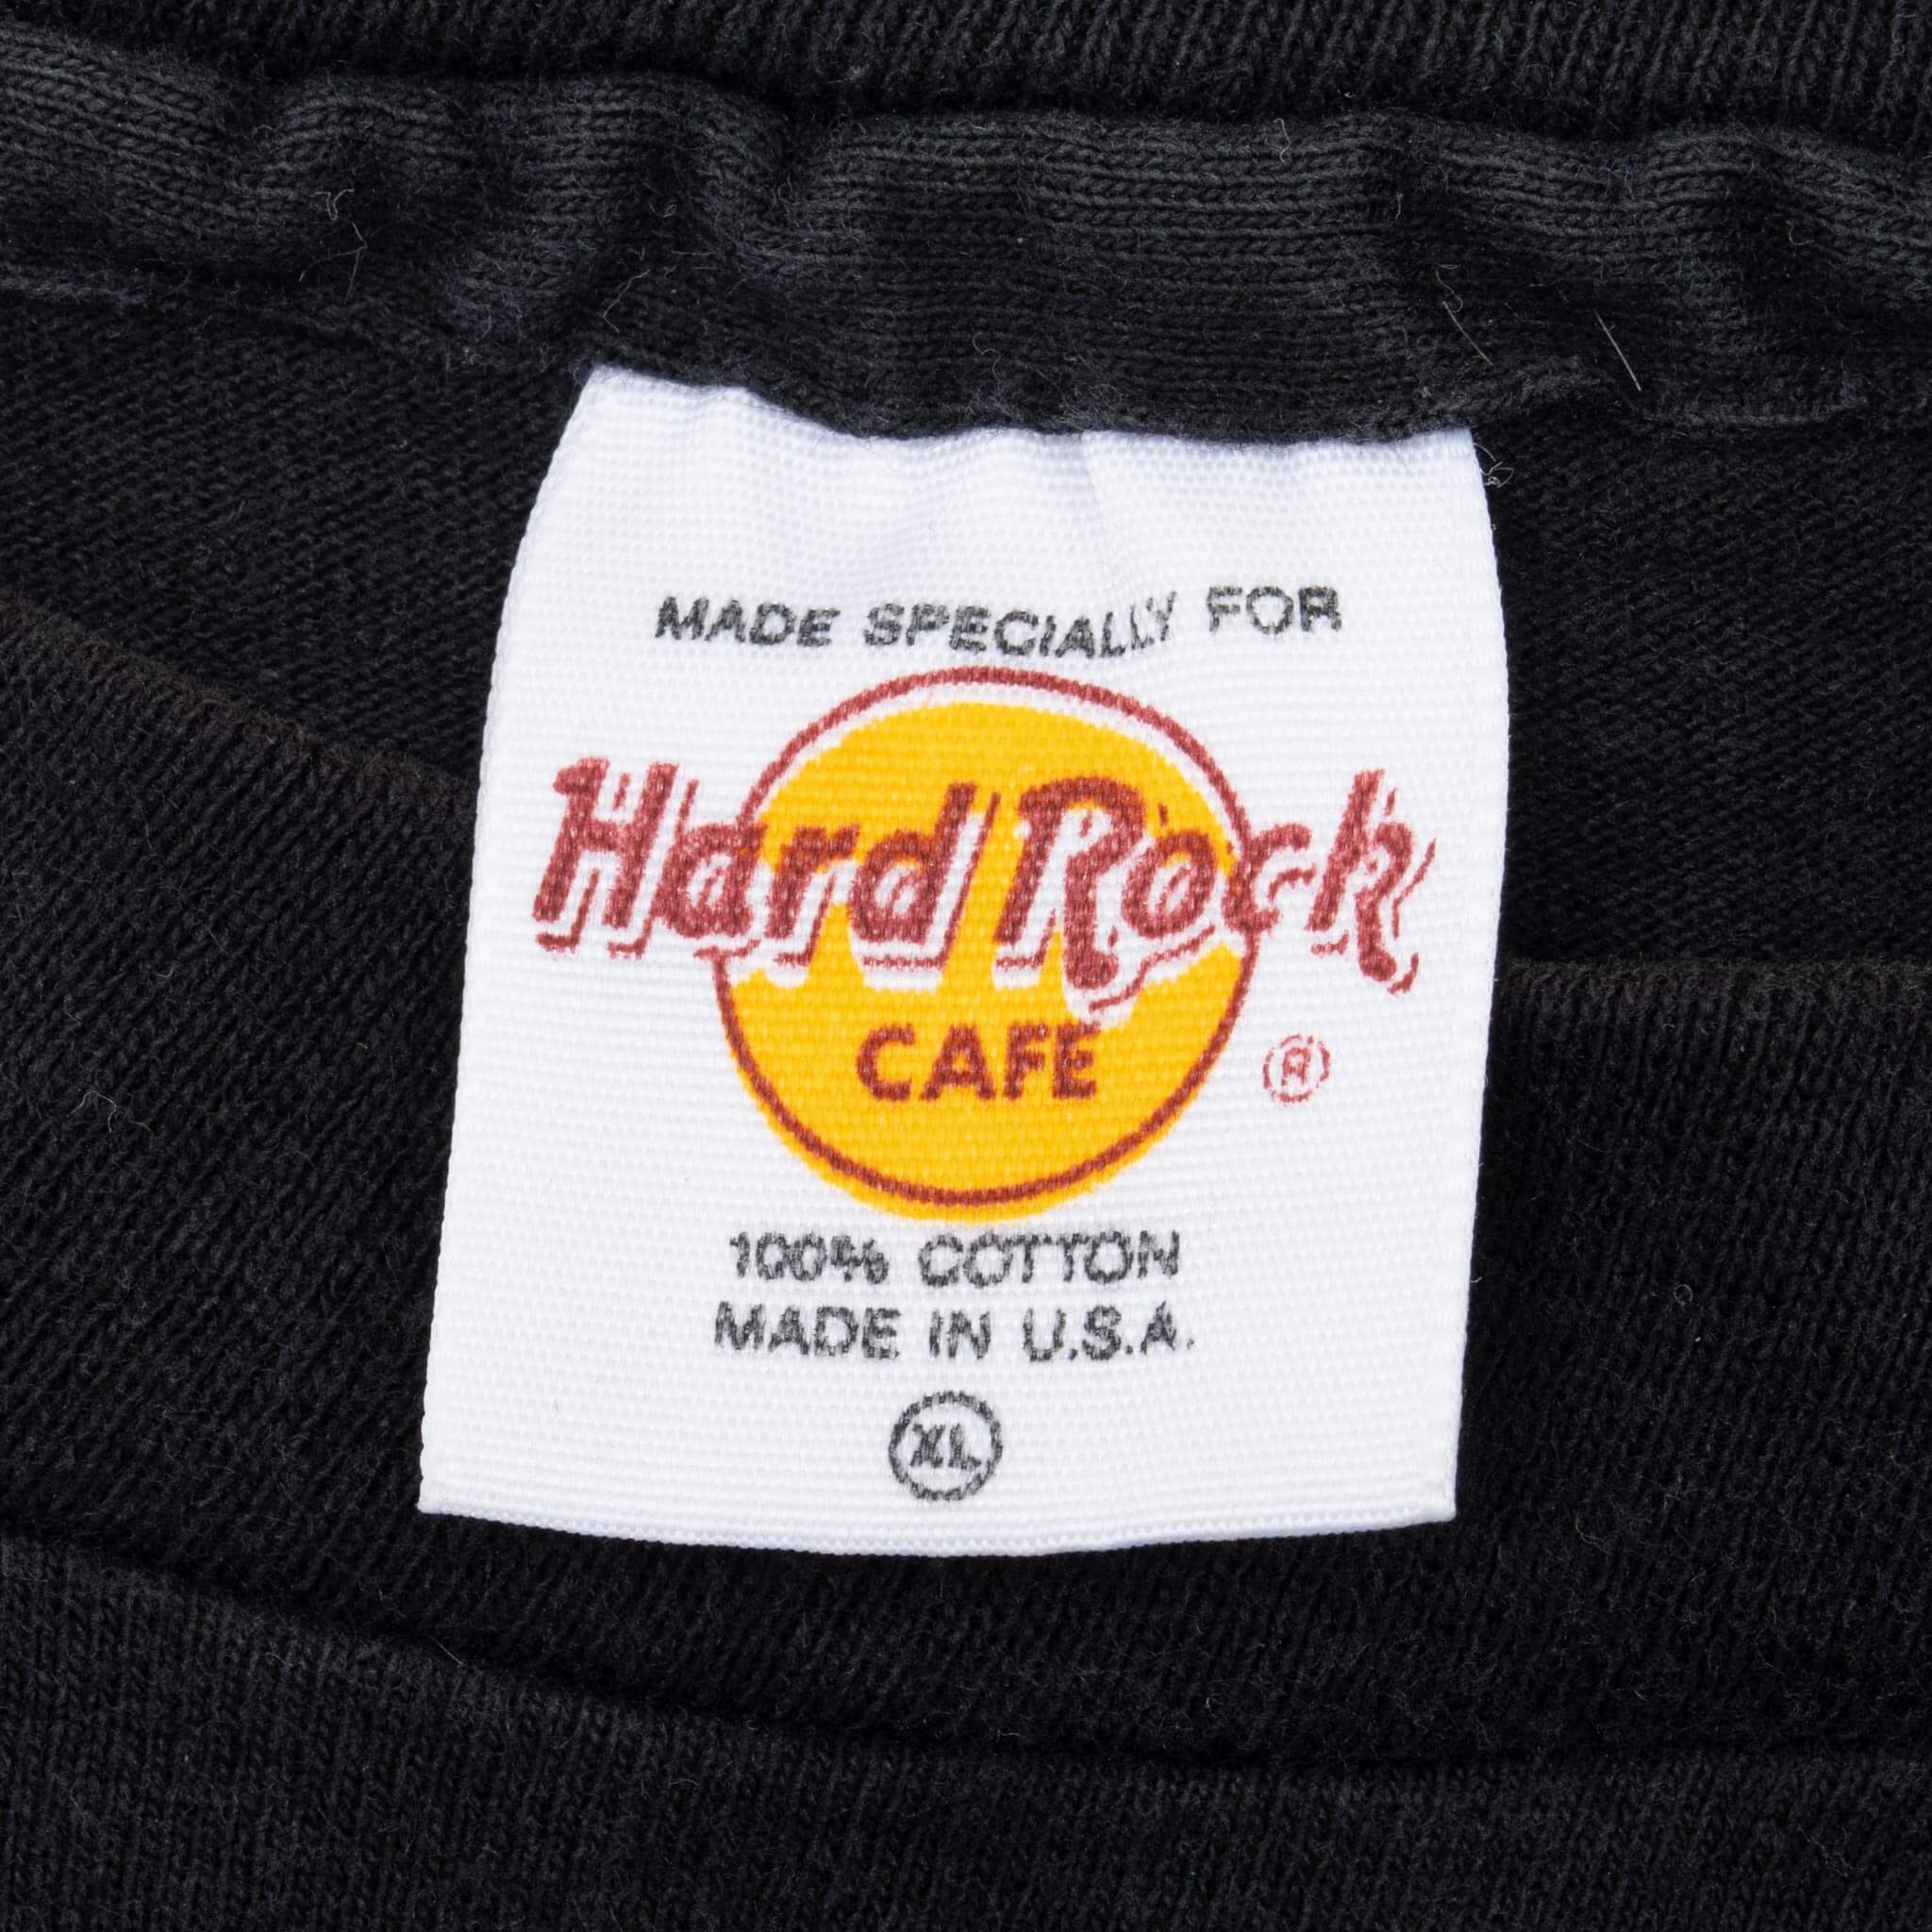 MADE SPECIALLY FOR
Hard Rock
CAFE
®
100% COTTON
MADE IN U.S.A.
XL